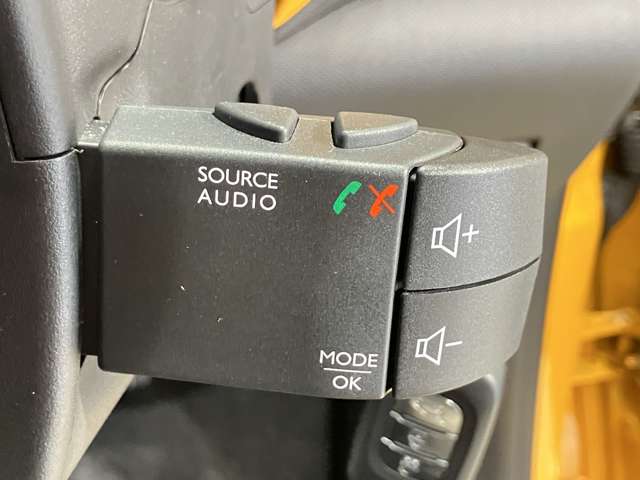 SOURCE
AUDIO
+
MODE
OK
-